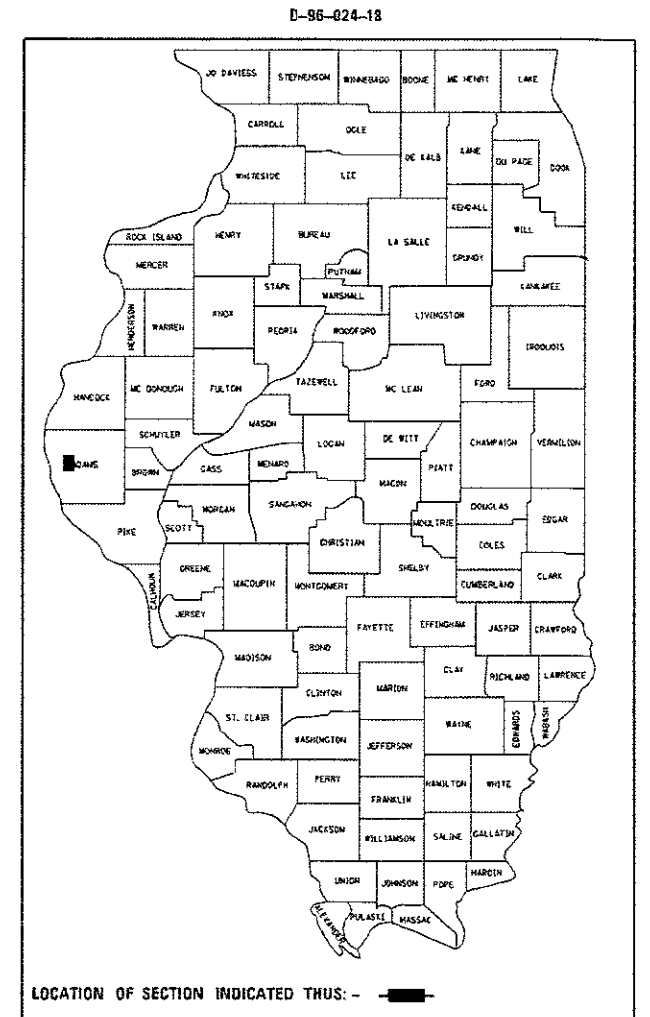 D-96-024-18
JO DAVIESS STEPHENSON WINNEBAGO BOONE MC HENRY LAKE
CARROLL OGLE
DE KALB KANE DU PAGE COOK
WHITESIDE LEE
KENDALL
ROCK ISLAND HENRY BUREAU LA SALLE WILL
MERCER PUTNAM GRUNDY
STARK MARSHALL KANKAKEE
HENDERSON WARREN KNOX PEORIA WOODFORD LIVINGSTON
IROQUOIS
HANCOCK MC DONOUGH FULTON TAZEWELL MC LEAN FORD
MASON
SCHUYLER LOGAN DE WITT CHAMPAIGN VERMILION
ADAMS BROWN CASS MENARD PIATT
MACON
MORGAN SANGAMON DOUGLAS
PIKE SCOTT MOULTRIE EDGAR
CHRISTIAN COLES
GREENE MACOUPIN MONTGOMERY SHELBY CUMBERLAND CLARK
CALHOUN
JERSEY
FAYETTE EFFINGHAM JASPER CRAWFORD
MADISON BOND
CLAY RICHLAND LAWRENCE
CLINTON MARION
ST. CLAIR WAYNE EDWARDS WABASH
WASHINGTON JEFFERSON
MONROE
RANDOLPH PERRY HAMILTON WHITE
FRANKLIN
JACKSON WILLIAMSON SALINE GALLATIN
UNION JOHNSON POPE HARDIN
ALEXANDER PULASKI MASSAC
LOCATION OF SECTION INDICATED THUS: -